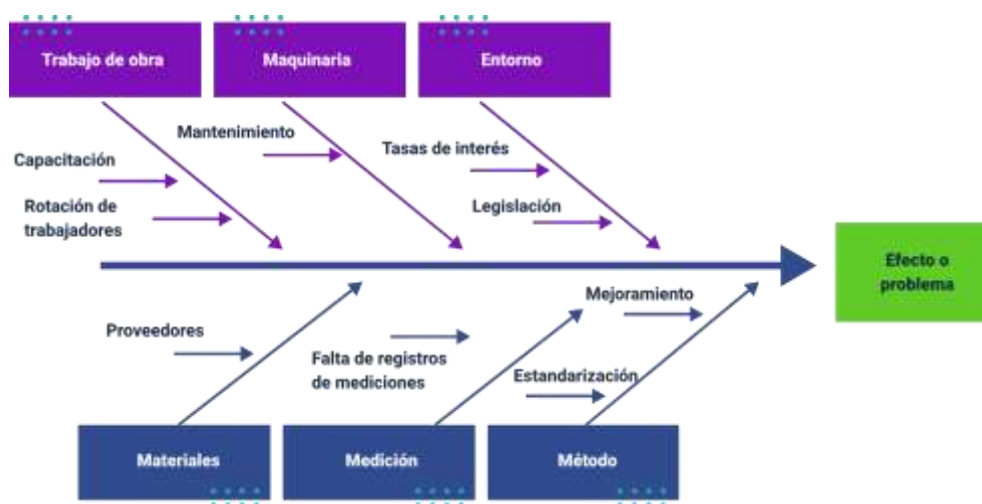 Trabajo de obra
Maquinaria
Entorno
Mantenimiento
Tasas de interés
Capacitación
Rotación de
trabajadores
Legislación
Efecto o
problema
Mejoramiento
Proveedores
Falta de registros
de mediciones
Estandarización
Materiales
Medición
Método